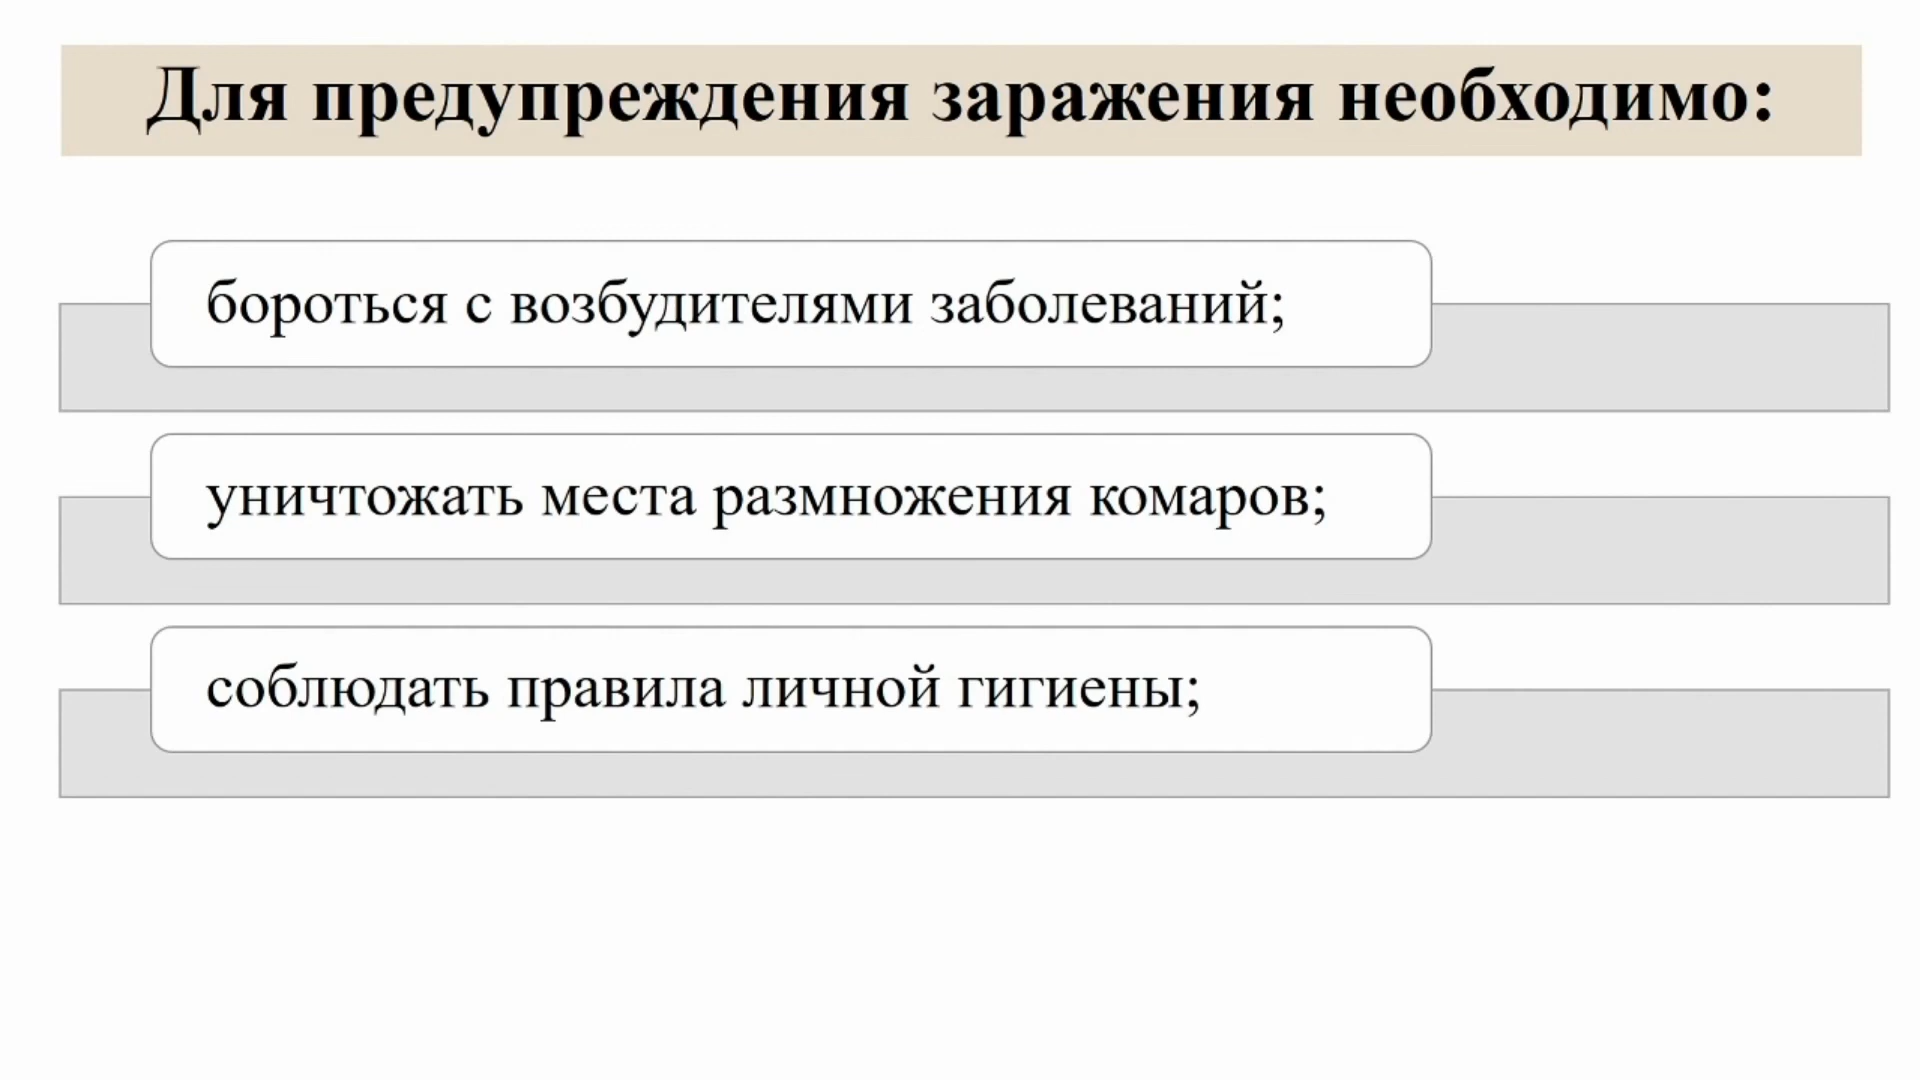 Для предупреждения заражения необходимо:
бороться с возбудителями заболеваний;
уничтожать места размножения комаров;
соблюдать правила личной гигиены;